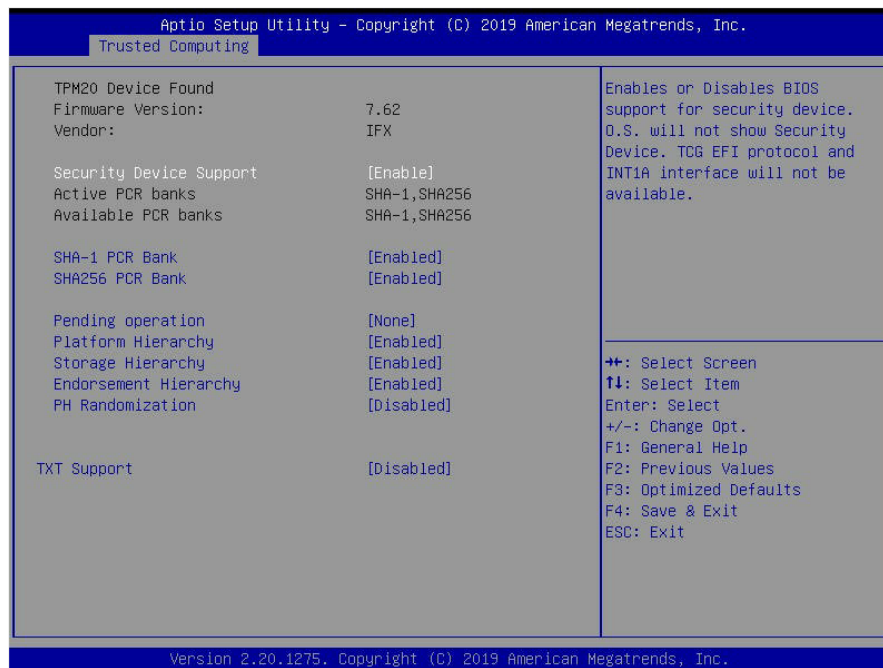 Aptio Setup Utility – Copyright (C) 2019 American Megatrends, Inc.
Trusted Computing
TPM20 Device Found
Firmware Version: 7.62
Vendor: IFX
Security Device Support [Enable]
Active PCR banks SHA-1,SHA256
Available PCR banks SHA-1,SHA256
SHA-1 PCR Bank [Enabled]
SHA256 PCR Bank [Enabled]
Pending operation [None]
Platform Hierarchy [Enabled]
Storage Hierarchy [Enabled]
Endorsement Hierarchy [Enabled]
PH Randomization [Disabled]
TXT Support [Disabled]
Enables or Disables BIOS
support for security device.
O.S. will not show Security
Device. TCG EFI protocol and
INT1A interface will not be
available.
→←: Select Screen
↑↓: Select Item
Enter: Select
+/-: Change Opt.
F1: General Help
F2: Previous Values
F3: Optimized Defaults
F4: Save & Exit
ESC: Exit
Version 2.20.1275. Copyright (C) 2019 American Megatrends, Inc.